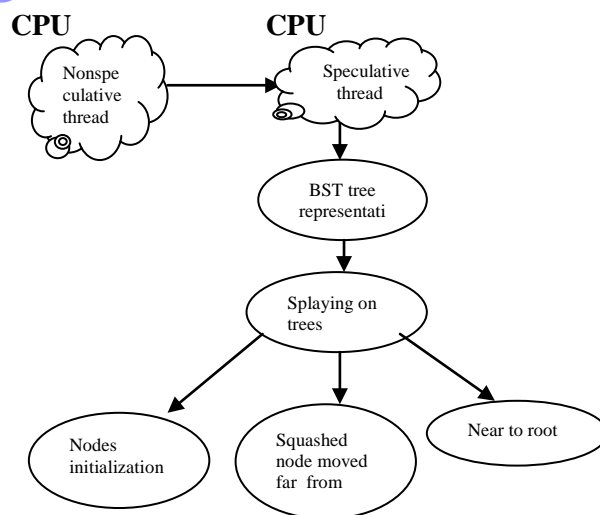 CPU
CPU
Nonspe
culative
thread
Speculative
thread
BST tree
representati
Splaying on
trees
Nodes
initialization
Squashed
node moved
far from
Near to root